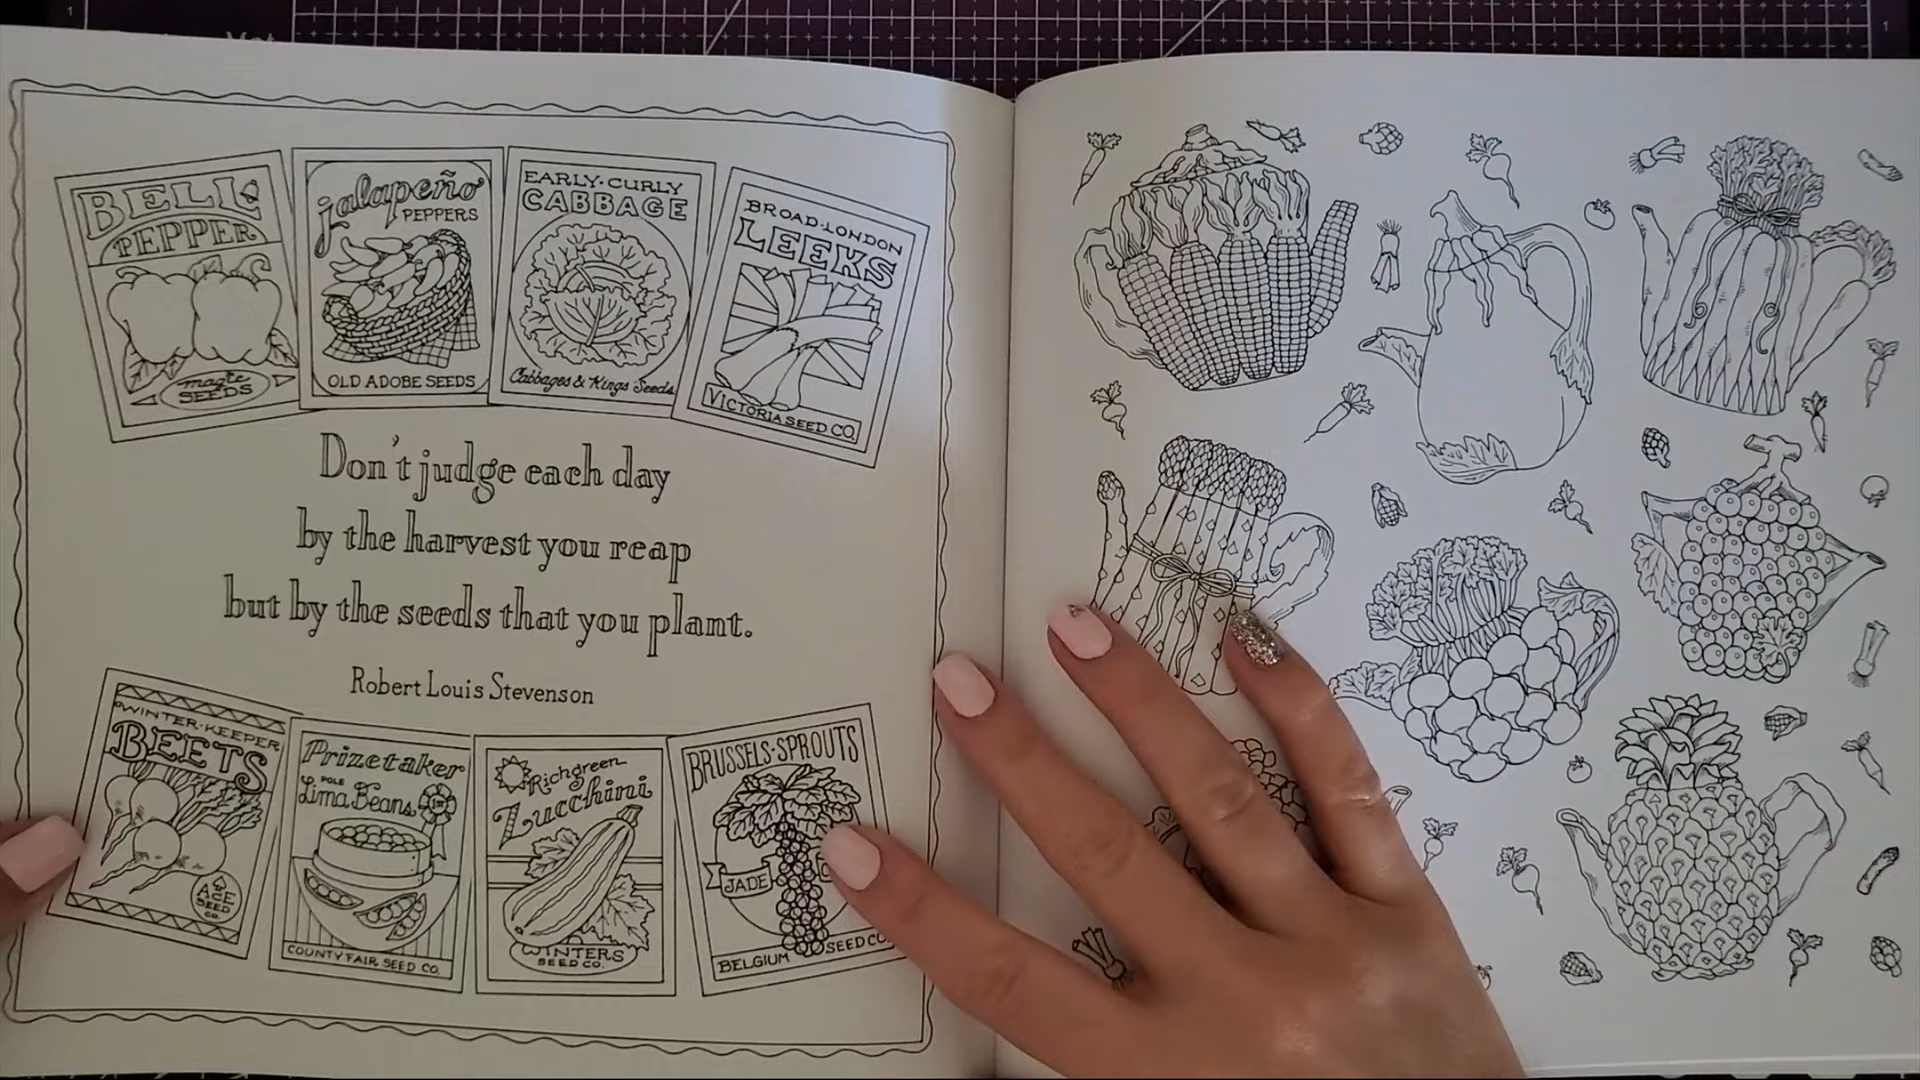 BELL
PEPPER
magic
SEEDS
jalapeño
PEPPERS
OLD ADOBE SEEDS
EARLY·CURLY
CABBAGE
Cabbages & Kings Seeds
BROAD·LONDON
LEEKS
VICTORIA SEED CO.
Don't judge each day
by the harvest you reap
but by the seeds that you plant.
Robert Louis Stevenson
WINTER·KEEPER
BEETS
ACE
SEED
CO.
Prizetaker
POLE
Lima Beans
1ST
COUNTY FAIR SEED CO.
Richgreen
Zucchini
WINTERS
SEED CO.
BRUSSELS·SPROUTS
JADE
BELGIUM SEED CO.
1
1